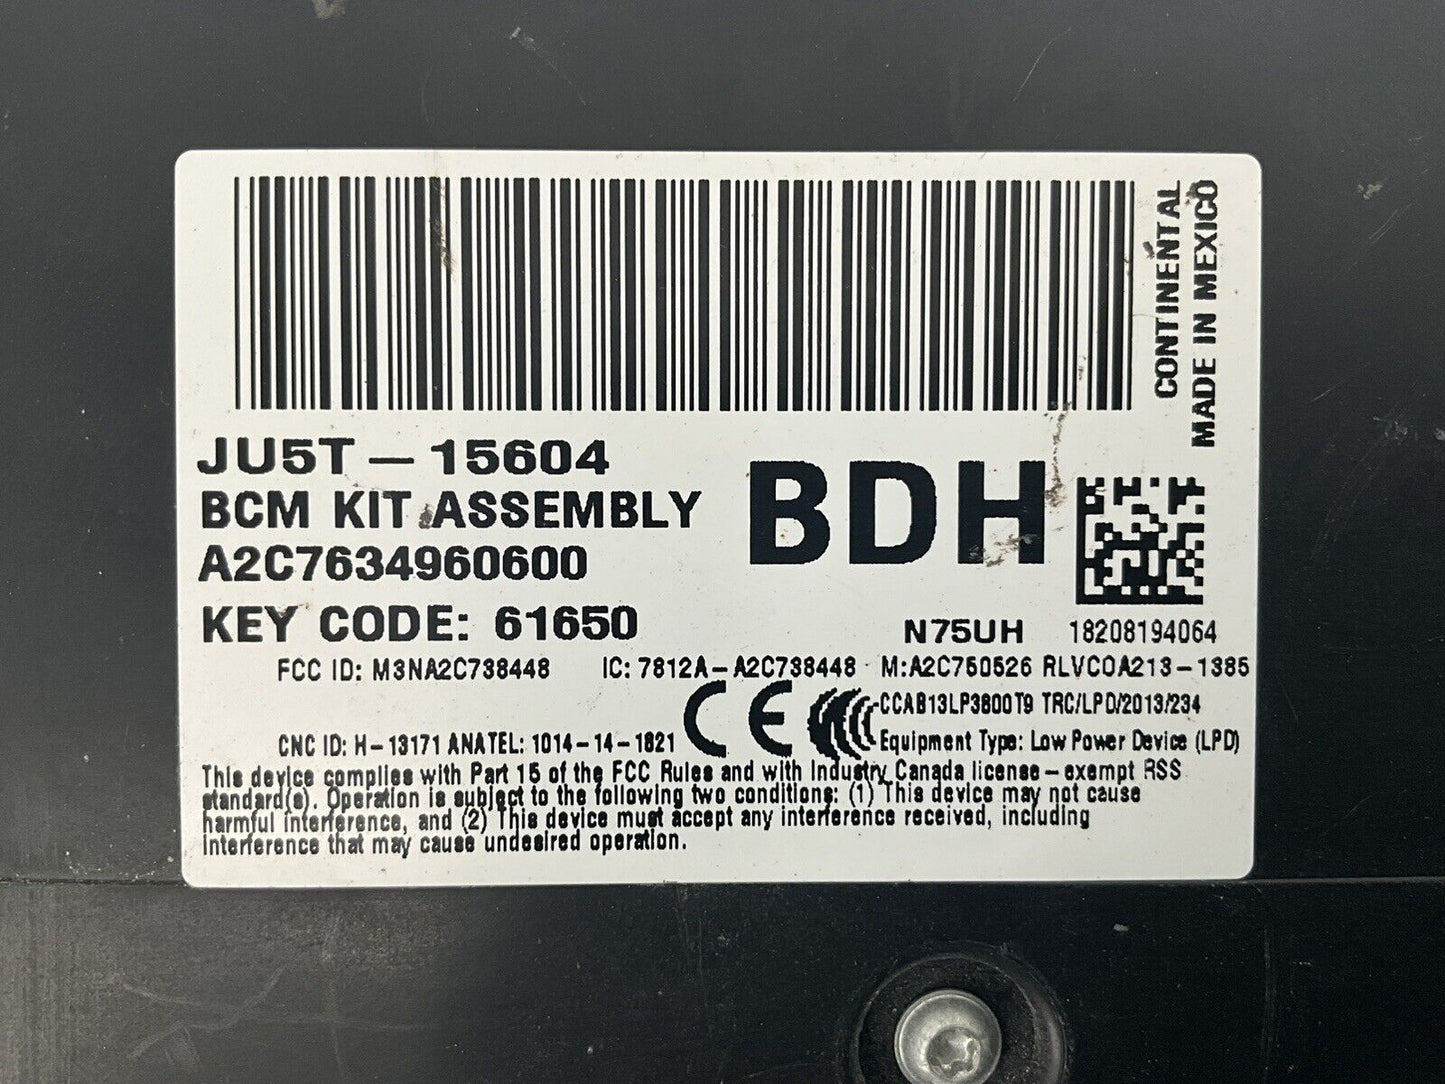 CONTINENTAL
MADE IN MEXICO
JU5T-15604
BCM KIT ASSEMBLY
A2C7634960600
BDH
KEY CODE: 61650
N75UH 18208194064
FCC ID: M3NA2C738448 IC: 7812A-A2C738448 M:A2C750526 RLVCOA213-1385
CE CCAB13LP3800T9 TRC/LPD/2013/234
CNC ID: H-13171 ANATEL: 1014-14-1821 Equipment Type: Low Power Device (LPD)
This device complies with Part 15 of the FCC Rules and with Industry Canada license-exempt RSS
standard(s). Operation is subject to the following two conditions: (1) This device may not cause
harmful interference, and (2) This device must accept any interference received, including
interference that may cause undesired operation.